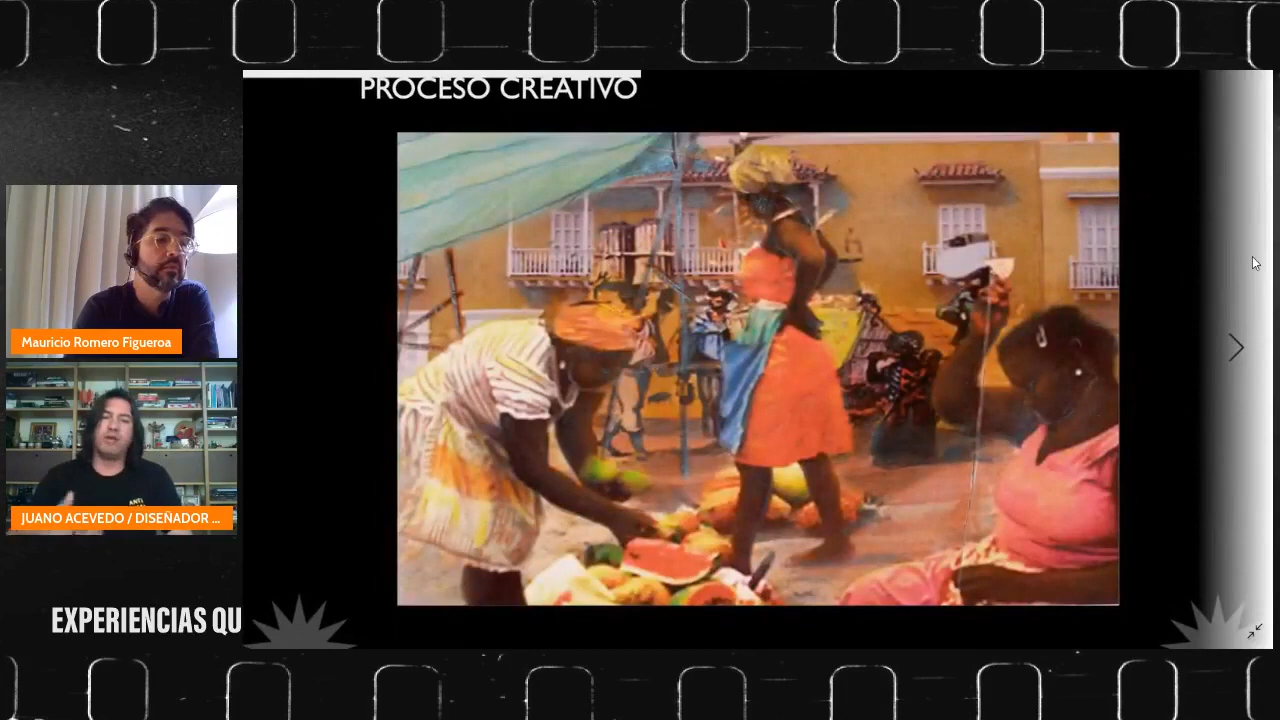 PROCESO CREATIVO
Mauricio Romero Figueroa
JUANO ACEVEDO / DISEÑADOR ...
EXPERIENCIAS QU